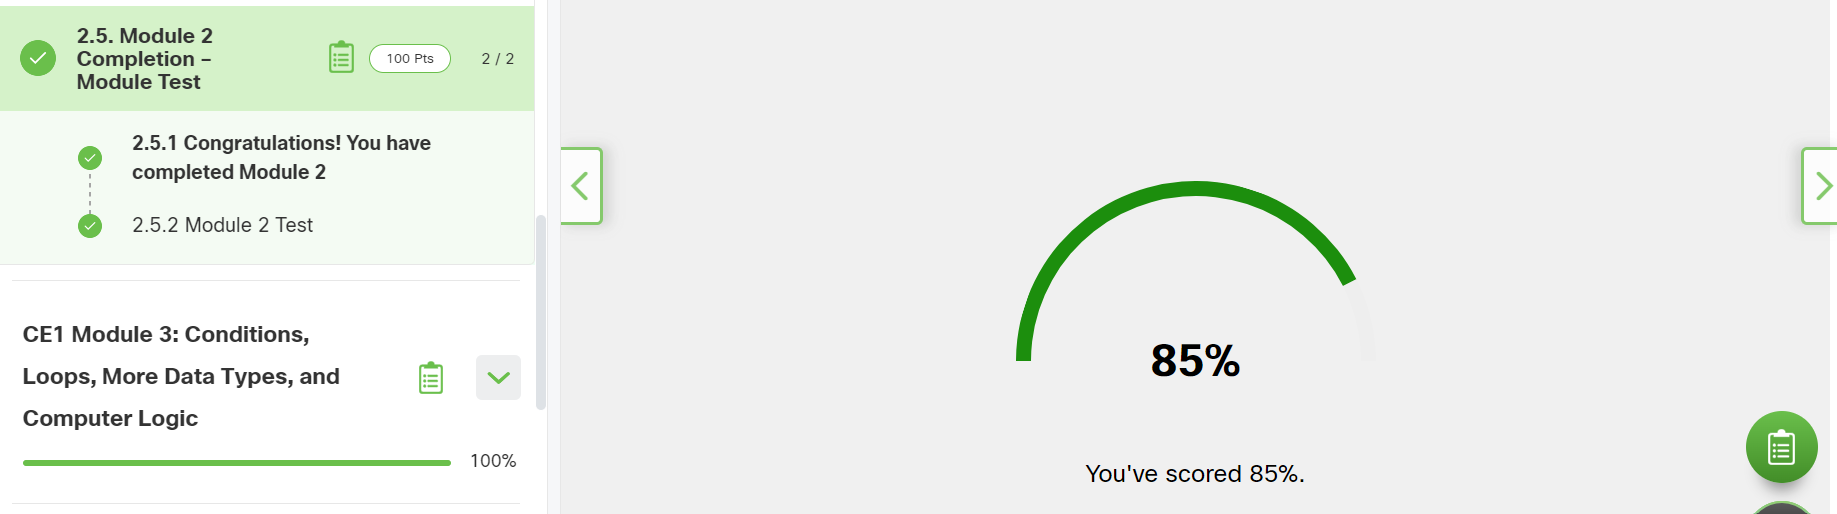 2.5. Module 2
Completion –
Module Test
100 Pts
2 / 2
2.5.1 Congratulations! You have
completed Module 2
2.5.2 Module 2 Test
CE1 Module 3: Conditions,
Loops, More Data Types, and
Computer Logic
100%
85%
You've scored 85%.